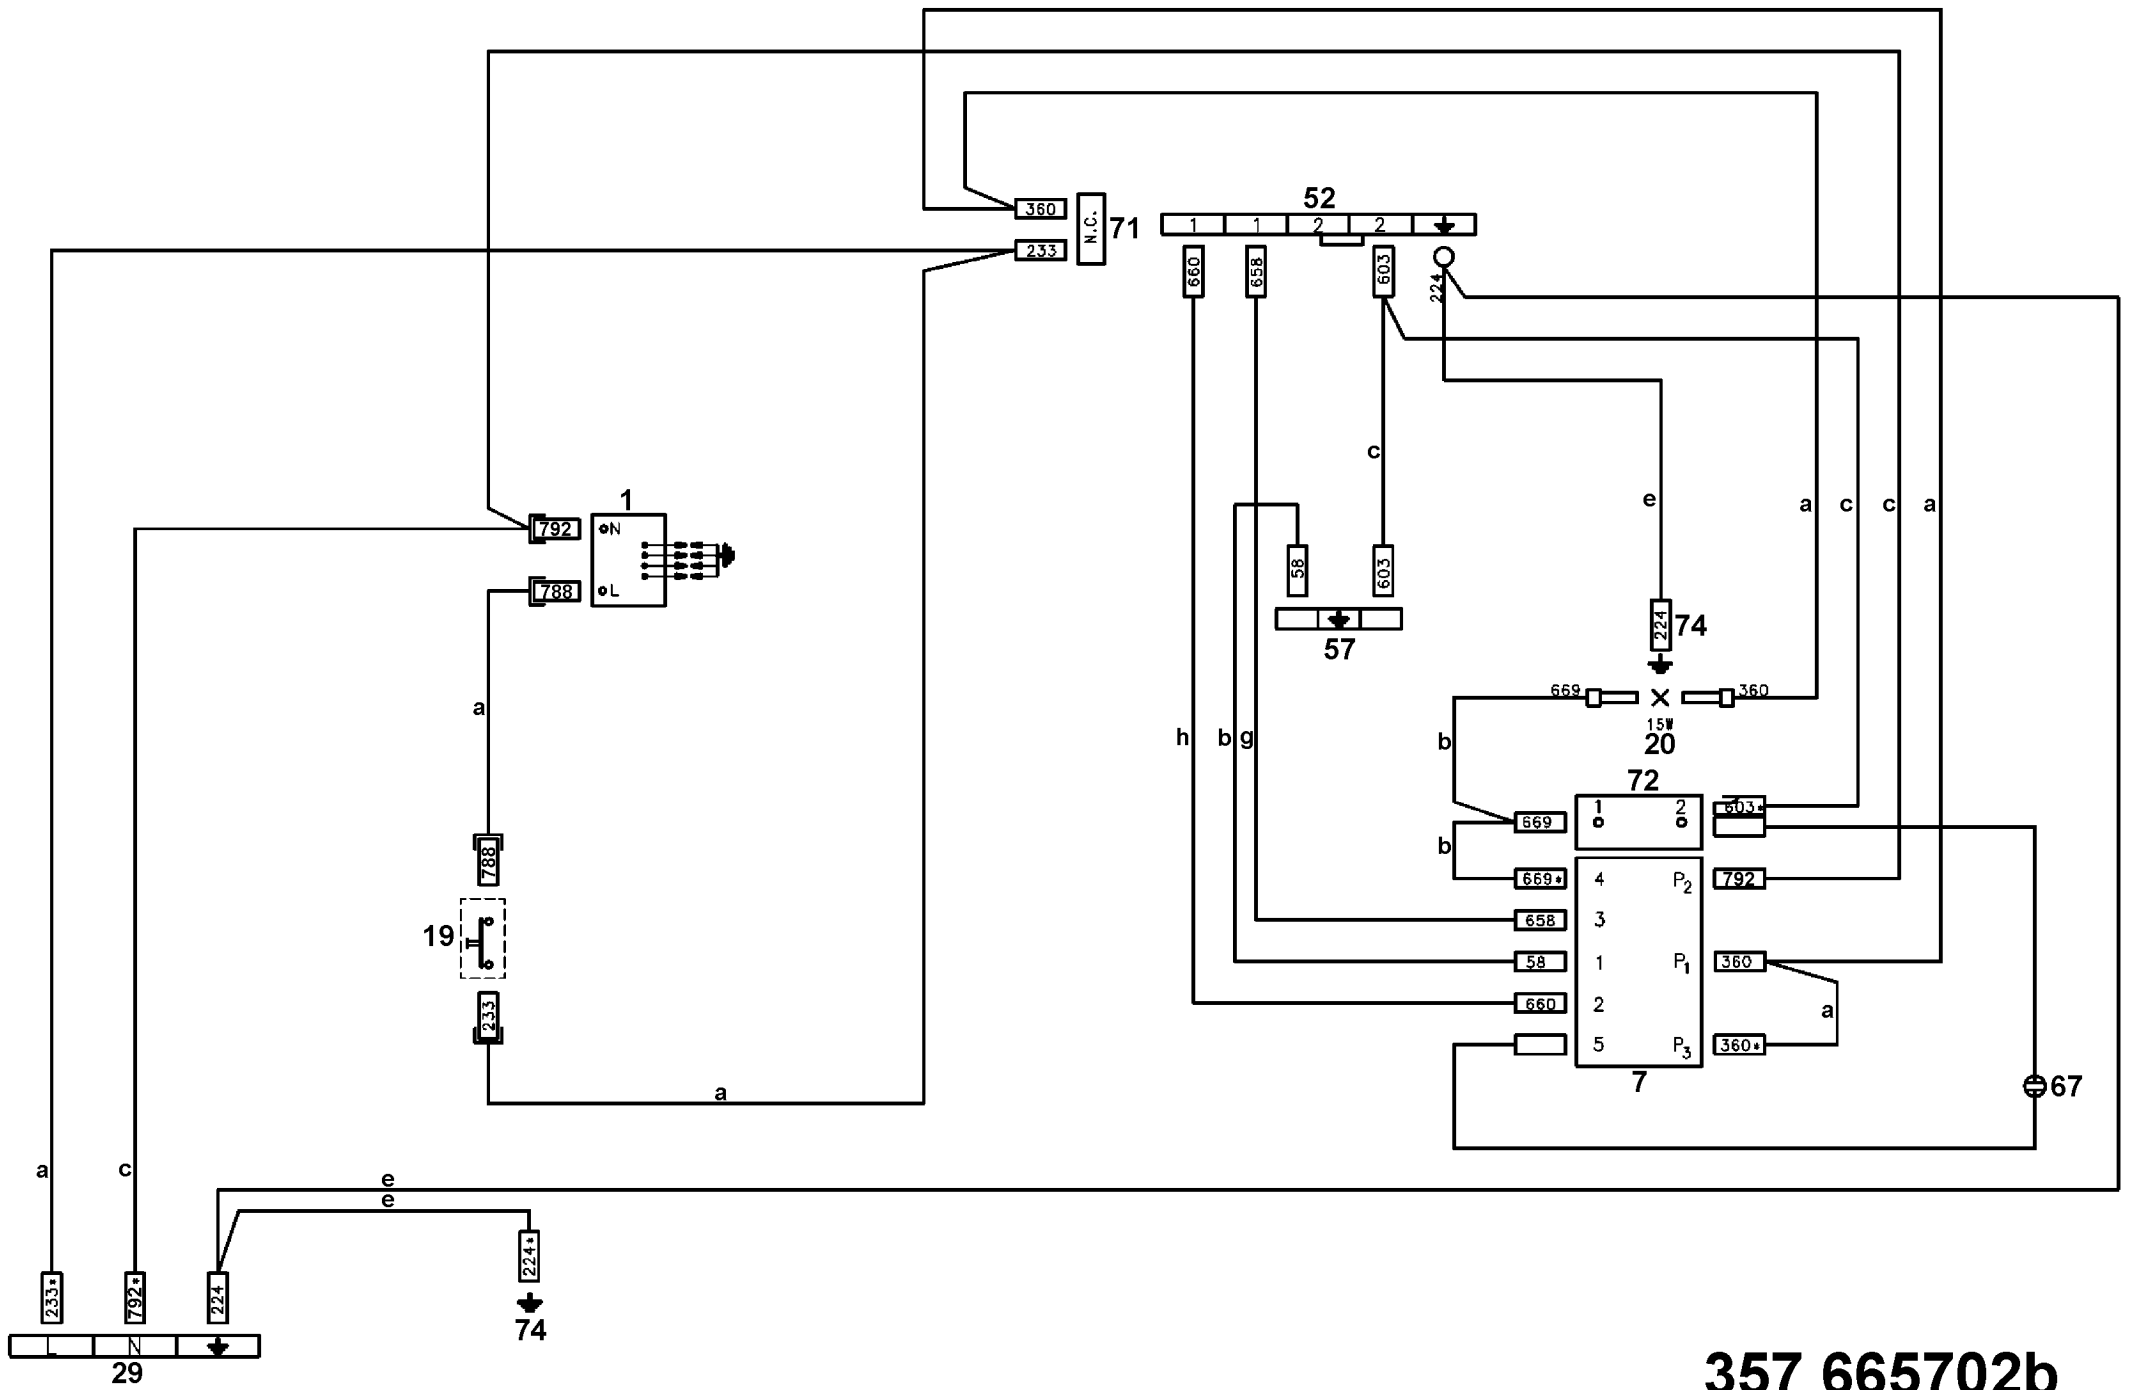 52
360
N.C.
71
1 1 2 2
233
660
658
603
224
c
1
792
N
e
a
c
c
a
58
603
788
L
57
224
74
669
360
15W
20
a
h
b
g
b
72
1
2
603*
669
b
788
669*
4
P2
792
658
3
19
58
1
P1
360
660
2
a
233
5
P3
360*
7
67
a
a
c
e
e
233*
792*
224
224*
74
L
N
29
357 665702b